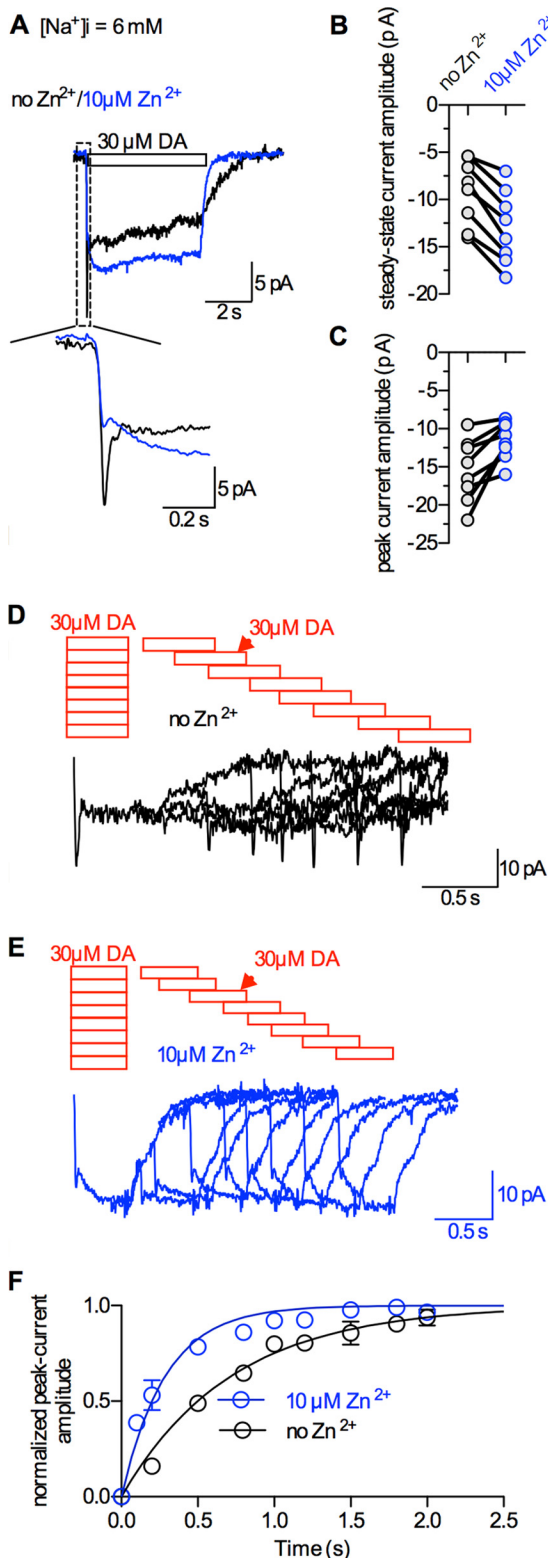 A [Na⁺]i = 6 mM
no Zn²⁺/10µM Zn²⁺
30 µM DA
5 pA
2 s
5 pA
0.2 s
B
no Zn²⁺
10µM Zn²⁺
steady-state current amplitude (p A)
0
-5
-10
-15
-20
C
peak current amplitude (p A)
0
-5
-10
-15
-20
-25
D
30µM DA
30µM DA
no Zn²⁺
10 pA
0.5 s
E
30µM DA
30µM DA
10µM Zn²⁺
10 pA
0.5 s
F
normalized peak-current
amplitude
1.0
0.5
0.0
10 µM Zn²⁺
no Zn²⁺
0.0 0.5 1.0 1.5 2.0 2.5
Time (s)